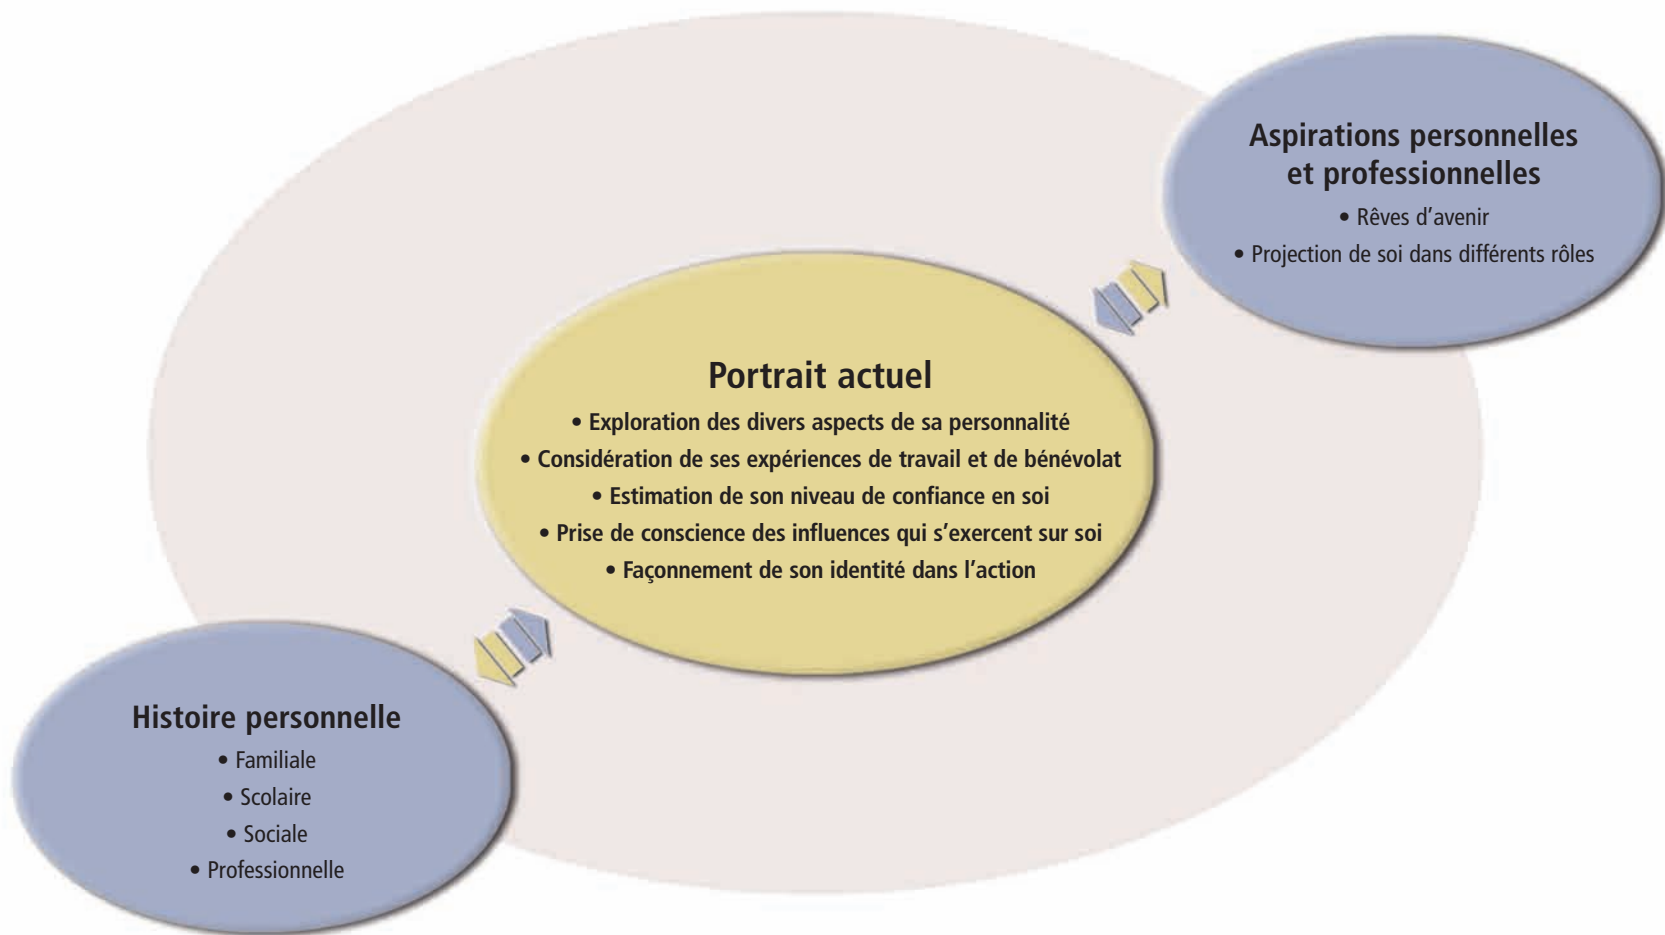 Aspirations personnelles
et professionnelles
• Rêves d’avenir
• Projection de soi dans différents rôles
Portrait actuel
• Exploration des divers aspects de sa personnalité
• Considération de ses expériences de travail et de bénévolat
• Estimation de son niveau de confiance en soi
• Prise de conscience des influences qui s’exercent sur soi
• Façonnement de son identité dans l’action
Histoire personnelle
• Familiale
• Scolaire
• Sociale
• Professionnelle